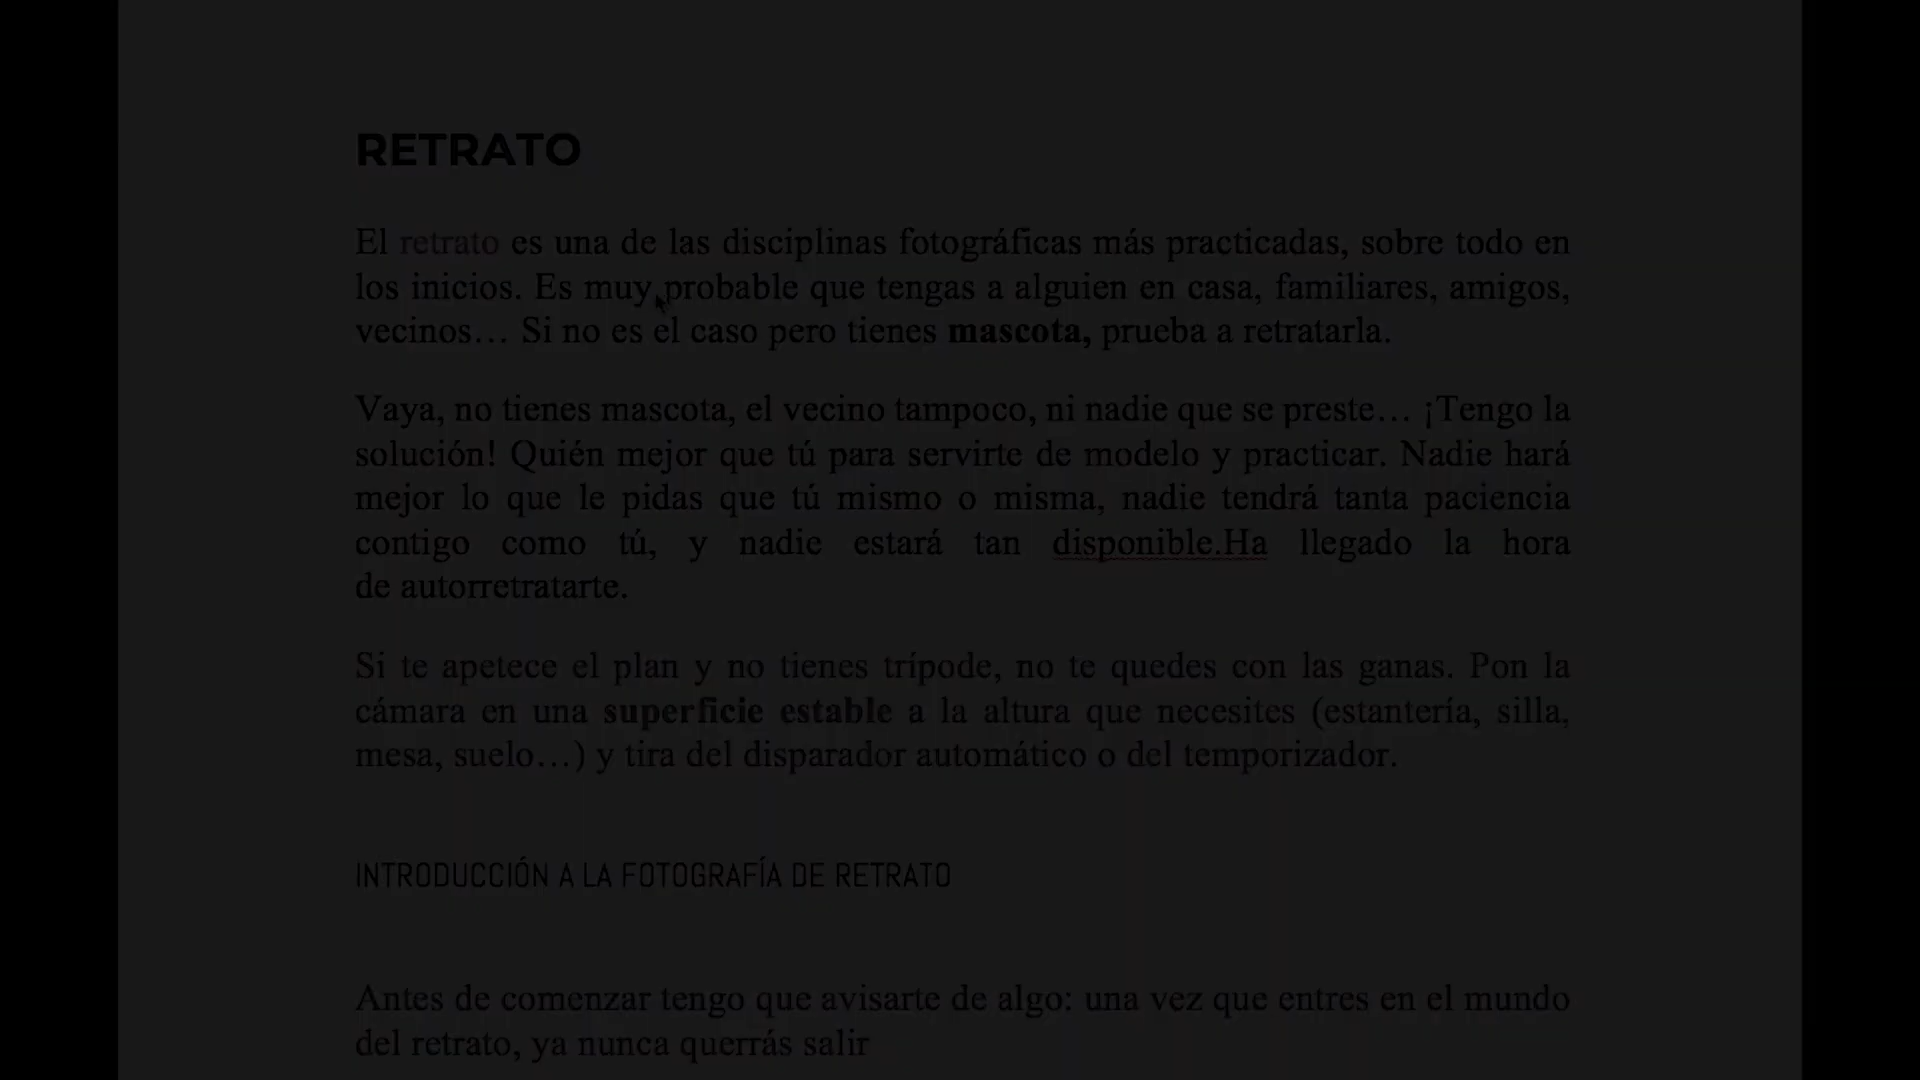 RETRATO
El retrato es una de las disciplinas fotográficas más practicadas, sobre todo en
los inicios. Es muy probable que tengas a alguien en casa, familiares, amigos,
vecinos… Si no es el caso pero tienes mascota, prueba a retratarla.
Vaya, no tienes mascota, el vecino tampoco, ni nadie que se preste… ¡Tengo la
solución! Quién mejor que tú para servirte de modelo y practicar. Nadie hará
mejor lo que le pidas que tú mismo o misma, nadie tendrá tanta paciencia
contigo como tú, y nadie estará tan disponible.Ha llegado la hora
de autorretratarte.
Si te apetece el plan y no tienes trípode, no te quedes con las ganas. Pon la
cámara en una superficie estable a la altura que necesites (estantería, silla,
mesa, suelo…) y tira del disparador automático o del temporizador.
INTRODUCCIÓN A LA FOTOGRAFÍA DE RETRATO
Antes de comenzar tengo que avisarte de algo: una vez que entres en el mundo
del retrato, ya nunca querrás salir